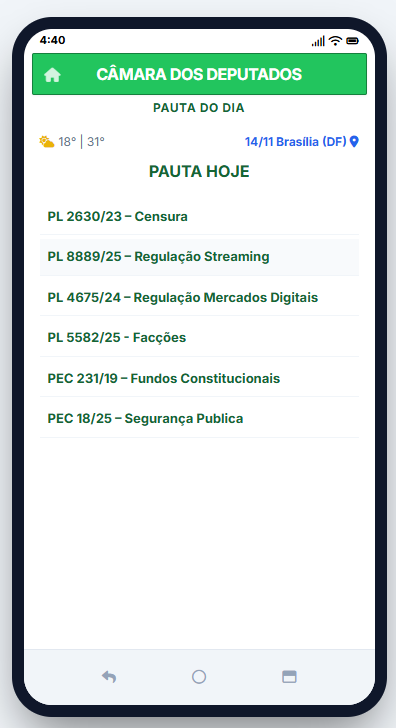 4:40
CÂMARA DOS DEPUTADOS
PAUTA DO DIA
18° | 31° 14/11 Brasília (DF)
PAUTA HOJE
PL 2630/23 – Censura
PL 8889/25 – Regulação Streaming
PL 4675/24 – Regulação Mercados Digitais
PL 5582/25 - Facções
PEC 231/19 – Fundos Constitucionais
PEC 18/25 – Segurança Publica